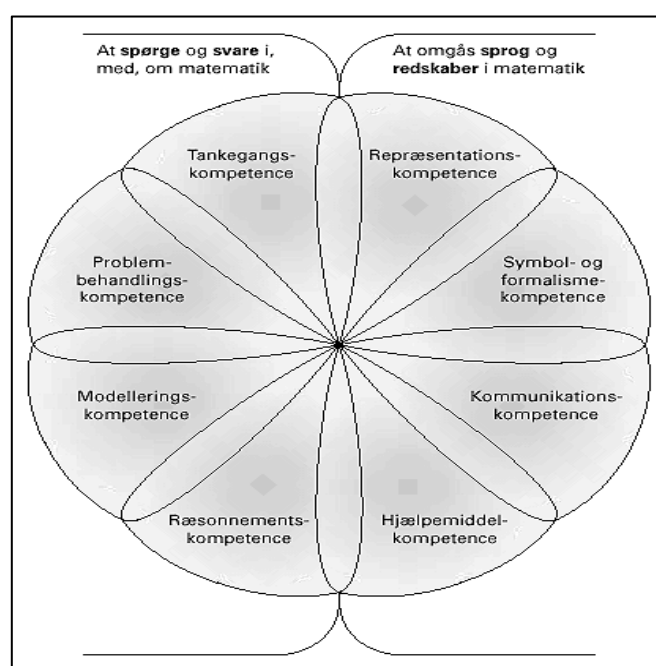 At spørge og svare i,
med, om matematik
At omgås sprog og
redskaber i matematik
Tankegangs-
kompetence
Repræsentations-
kompetence
Problem-
behandlings-
kompetence
Symbol- og
formalisme-
kompetence
Modellerings-
kompetence
Kommunikations-
kompetence
Ræsonnements-
kompetence
Hjælpemiddel-
kompetence